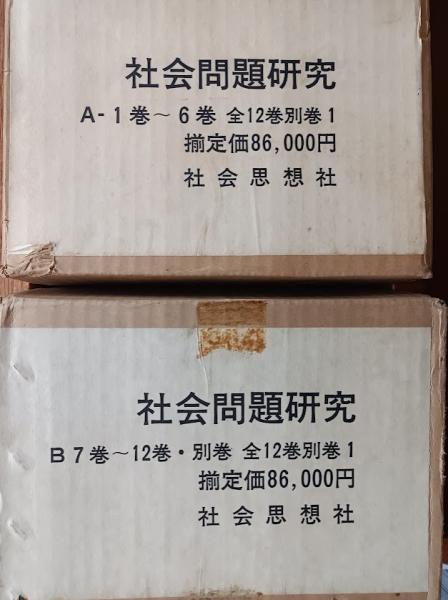 社会問題研究
A-1巻～6巻 全12巻別巻1
揃定価86,000円
社会思想社
社会問題研究
B 7巻～12巻・別巻 全12巻別巻1
揃定価86,000円
社会思想社